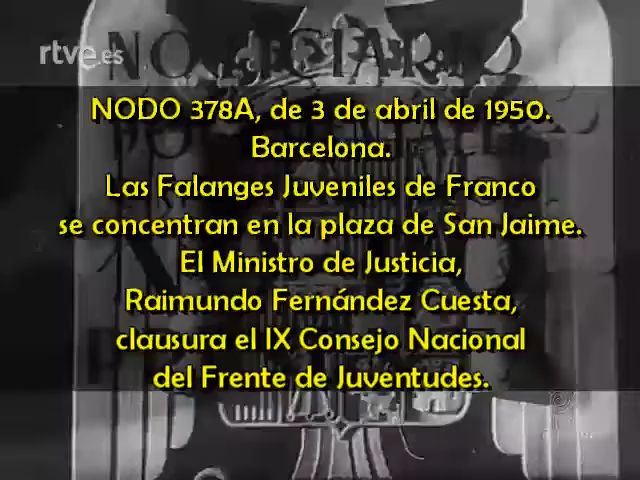 rtve.es
NOTICIARIO
NODO 378A, de 3 de abril de 1950.
Barcelona.
Las Falanges Juveniles de Franco
se concentran en la plaza de San Jaime.
El Ministro de Justicia,
Raimundo Fernández Cuesta,
clausura el IX Consejo Nacional
del Frente de Juventudes.